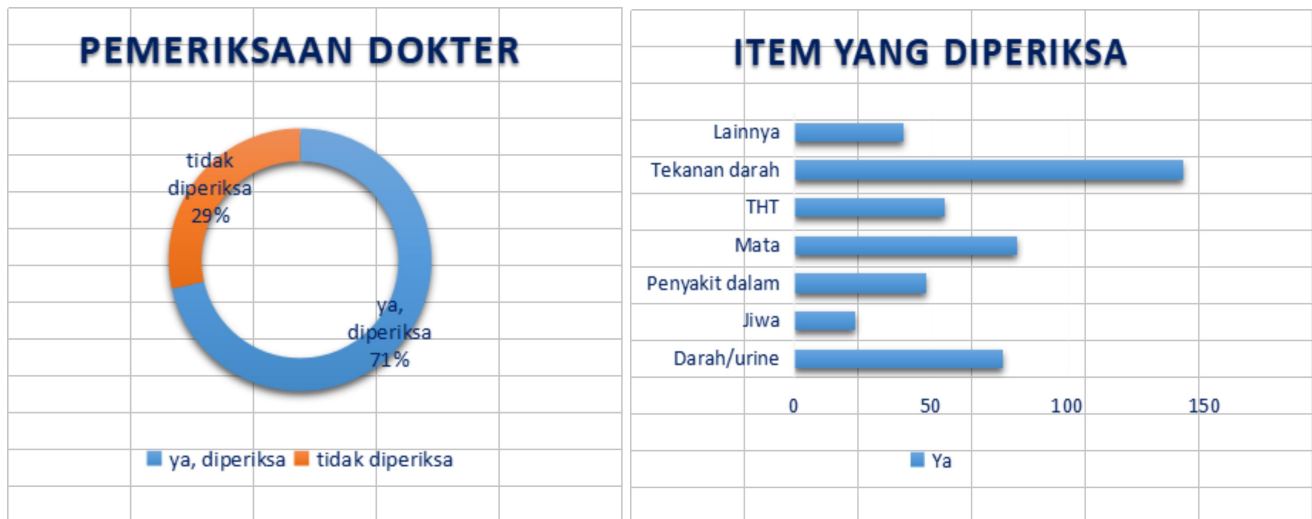 PEMERIKSAAN DOKTER
tidak
diperiksa
29%
ya,
diperiksa
71%
ya, diperiksa
tidak diperiksa
ITEM YANG DIPERIKSA
Lainnya
Tekanan darah
THT
Mata
Penyakit dalam
Jiwa
Darah/urine
0 50 100 150
Ya